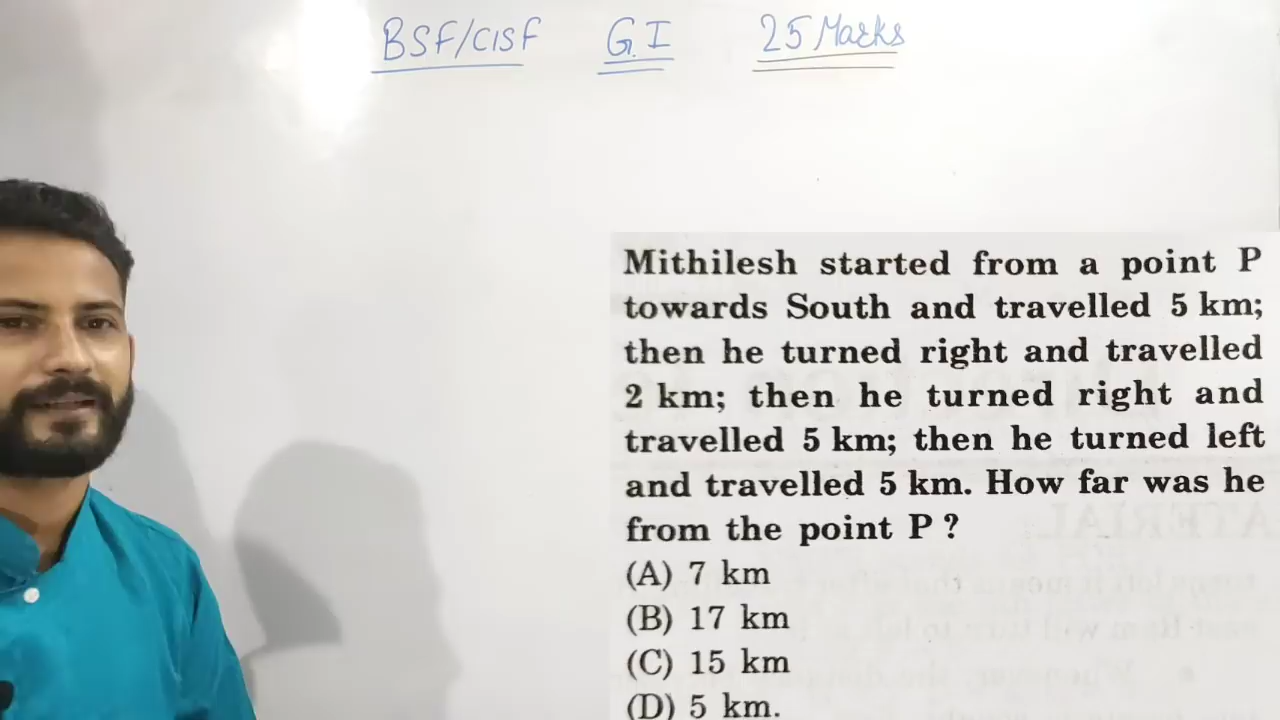 BSF/CISF G.I 25 Marks
Mithilesh started from a point P
towards South and travelled 5 km;
then he turned right and travelled
2 km; then he turned right and
travelled 5 km; then he turned left
and travelled 5 km. How far was he
from the point P ?
(A) 7 km
(B) 17 km
(C) 15 km
(D) 5 km.